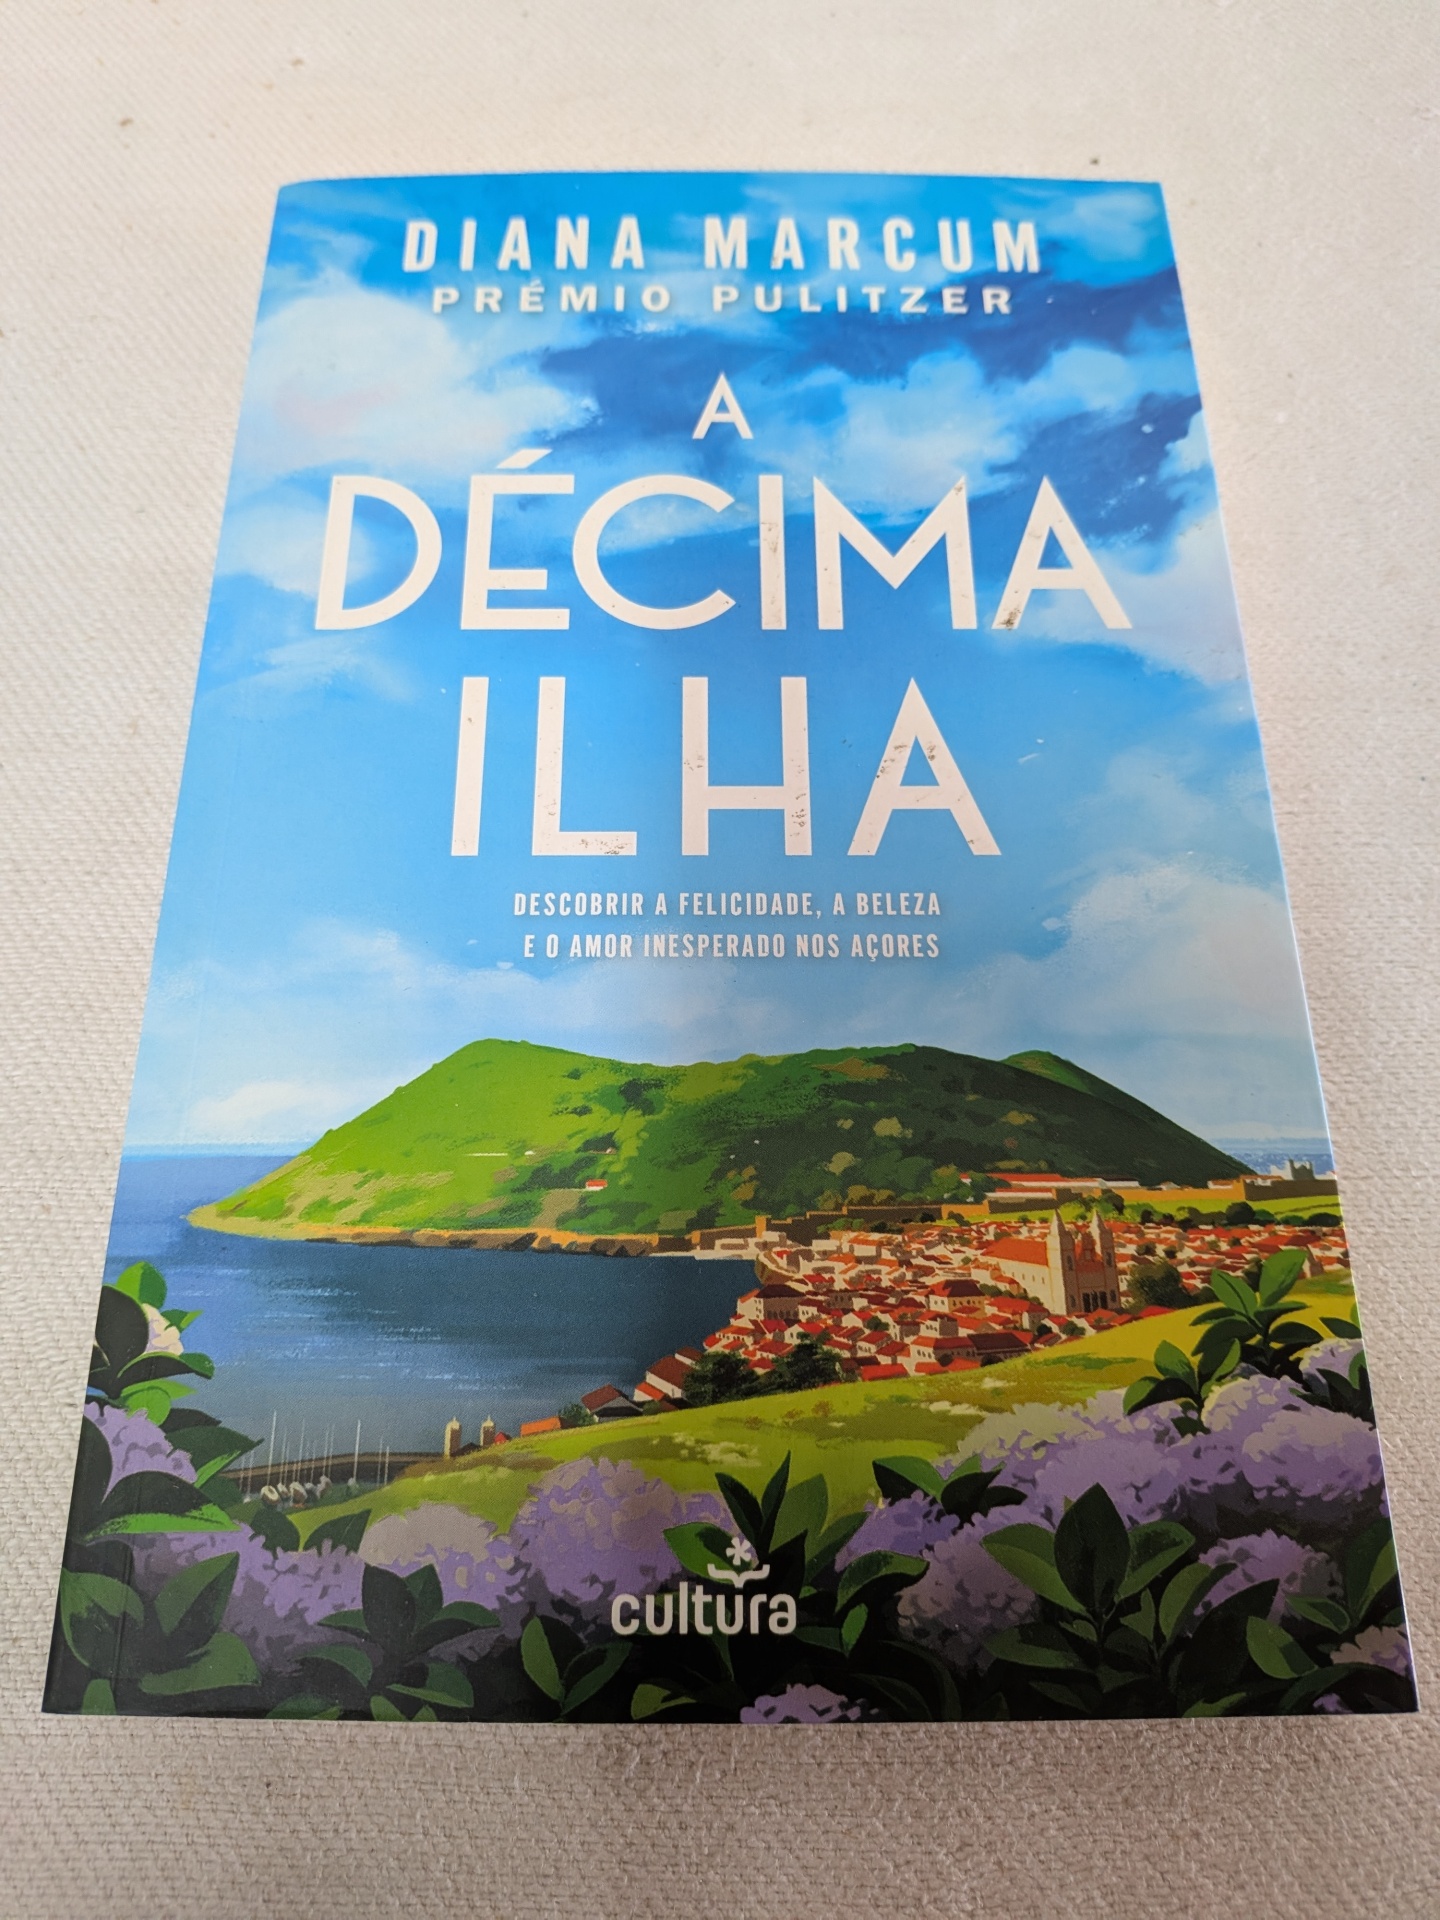 DIANA MARCUM
PRÉMIO PULITZER
A
DÉCIMA
ILHA
DESCOBRIR A FELICIDADE, A BELEZA
E O AMOR INESPERADO NOS AÇORES
cultura